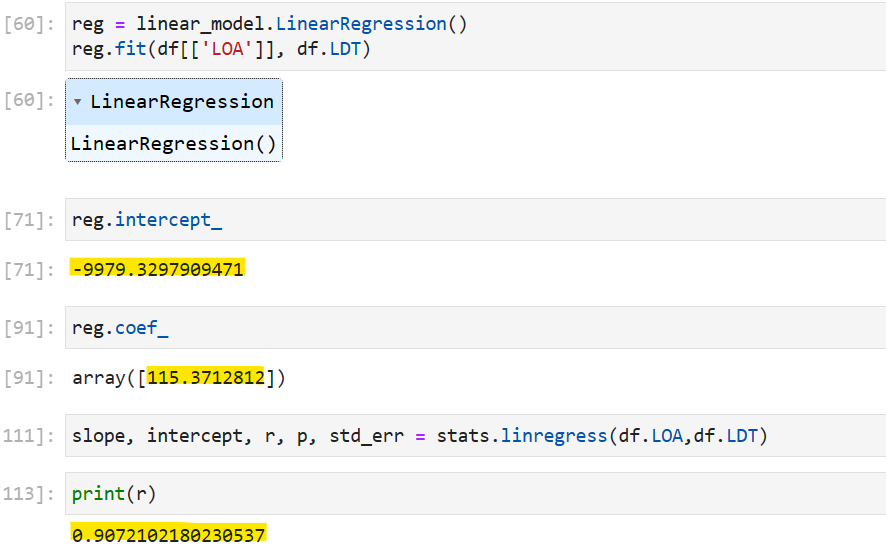 [60]: reg = linear_model.LinearRegression()
reg.fit(df[['LOA']], df.LDT)
[60]: ▾ LinearRegression
LinearRegression()
[71]: reg.intercept_
[71]: -9979.3297909471
[91]: reg.coef_
[91]: array([115.3712812])
111]: slope, intercept, r, p, std_err = stats.linregress(df.LOA,df.LDT)
113]: print(r)
0.9072102180230537